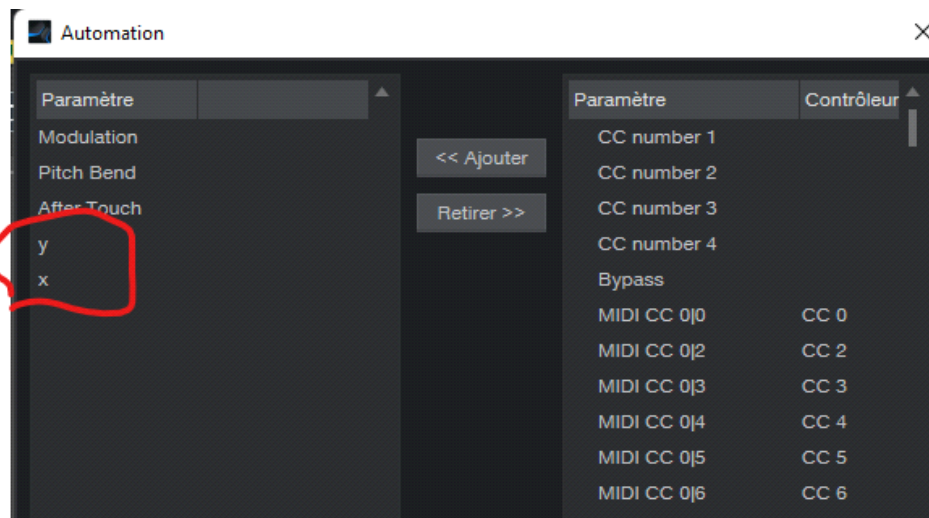 Automation
Paramètre
Modulation
Pitch Bend
After Touch
y
x
<< Ajouter
Retirer >>
Paramètre Contrôleur
CC number 1
CC number 2
CC number 3
CC number 4
Bypass
MIDI CC 0|0 CC 0
MIDI CC 0|2 CC 2
MIDI CC 0|3 CC 3
MIDI CC 0|4 CC 4
MIDI CC 0|5 CC 5
MIDI CC 0|6 CC 6